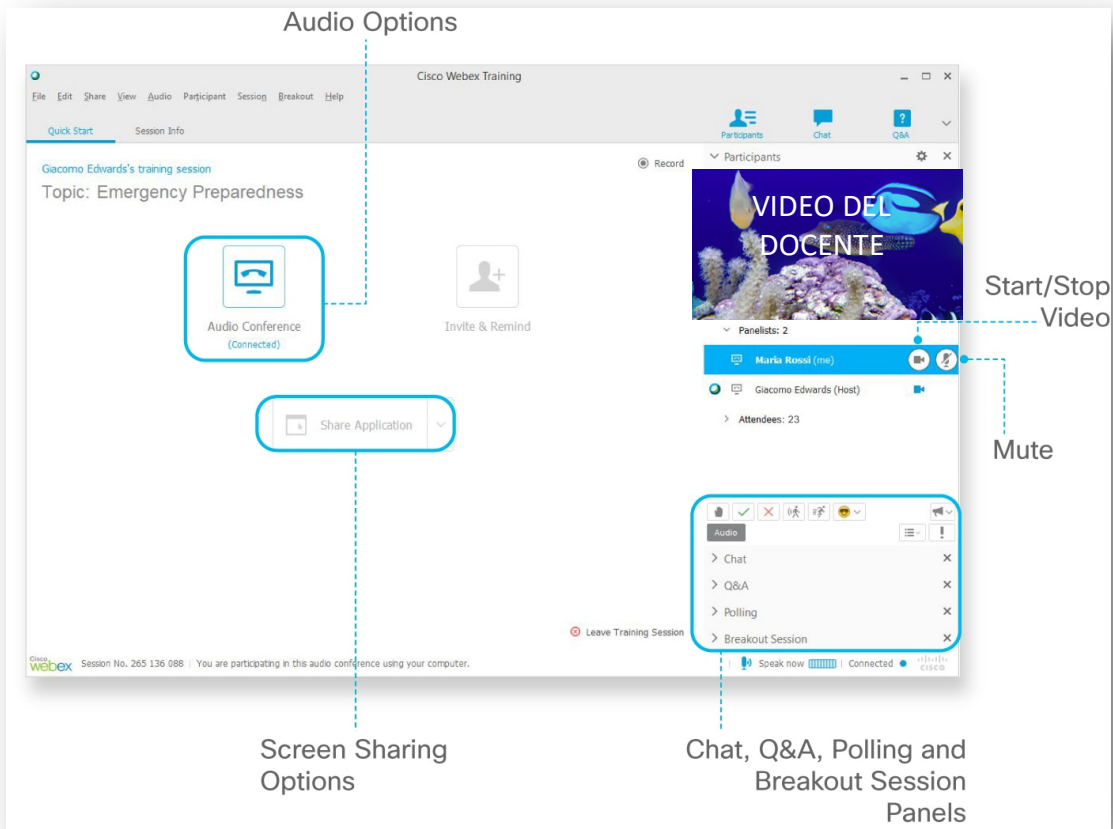 Audio Options
Cisco Webex Training
File Edit Share View Audio Participant Session Breakout Help
Participants Chat Q&A
Quick Start Session Info
Record
Participants
Giacomo Edwards's training session
Topic: Emergency Preparedness
VIDEO DEL
DOCENTE
Start/Stop
Video
Audio Conference
(Connected)
Invite & Remind
Panelists: 2
Maria Rossi (me)
Giacomo Edwards (Host)
Attendees: 23
Share Application
Mute
Audio
Chat
Q&A
Polling
Breakout Session
Leave Training Session
Cisco webex Session No. 265 136 088 | You are participating in this audio conference using your computer.
Speak now | Connected
CISCO
Screen Sharing
Options
Chat, Q&A, Polling and
Breakout Session
Panels